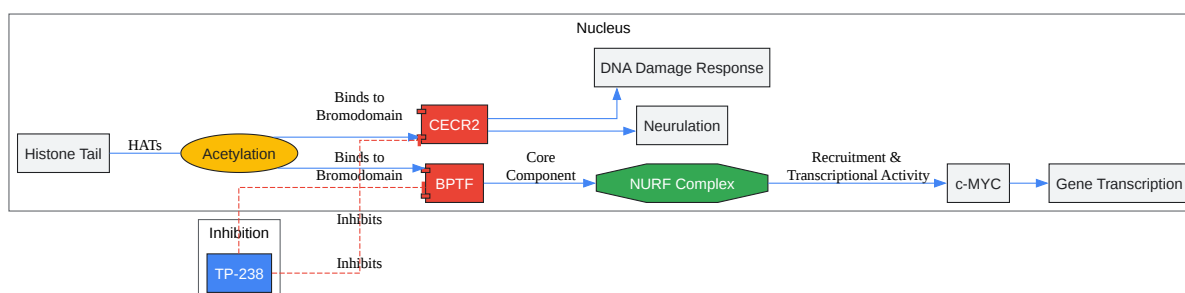 Nucleus
DNA Damage Response
Binds to
Bromodomain
CECR2
Neurulation
Histone Tail
HATs
Acetylation
Binds to
Bromodomain
BPTF
Core
Component
NURF Complex
Recruitment &
Transcriptional Activity
c-MYC
Gene Transcription
Inhibits
Inhibition
TP-238
Inhibits